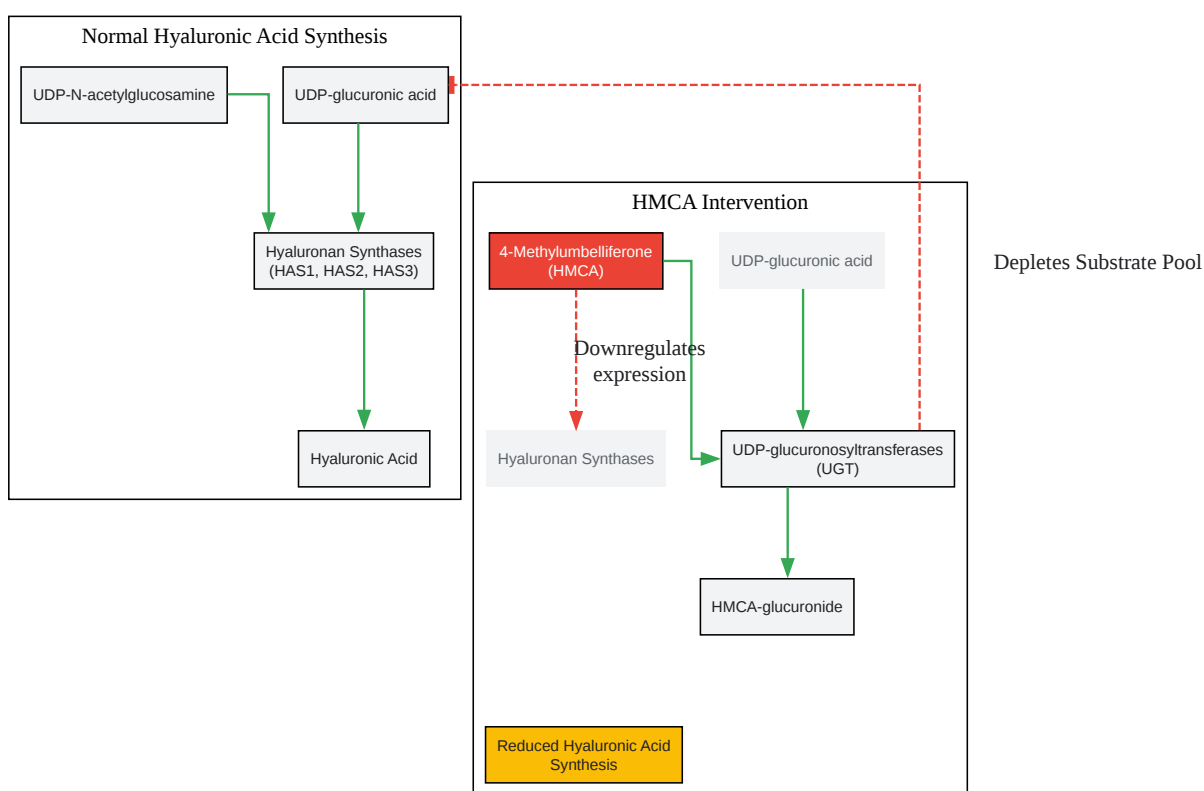 Normal Hyaluronic Acid Synthesis
UDP-N-acetylglucosamine
UDP-glucuronic acid
Hyaluronan Synthases
(HAS1, HAS2, HAS3)
Hyaluronic Acid
HMCA Intervention
4-Methylumbelliferone
(HMCA)
UDP-glucuronic acid
Depletes Substrate Pool
Downregulates
expression
Hyaluronan Synthases
UDP-glucuronosyltransferases
(UGT)
HMCA-glucuronide
Reduced Hyaluronic Acid
Synthesis